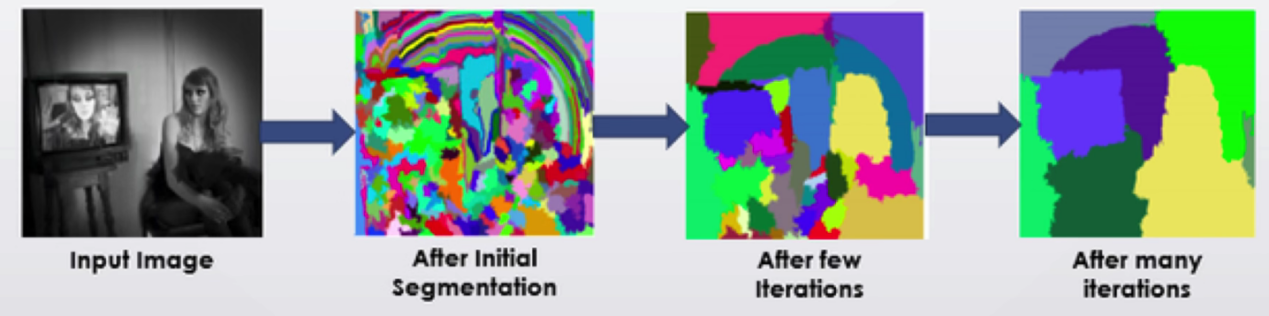 Input Image
After Initial
Segmentation
After few
Iterations
After many
iterations